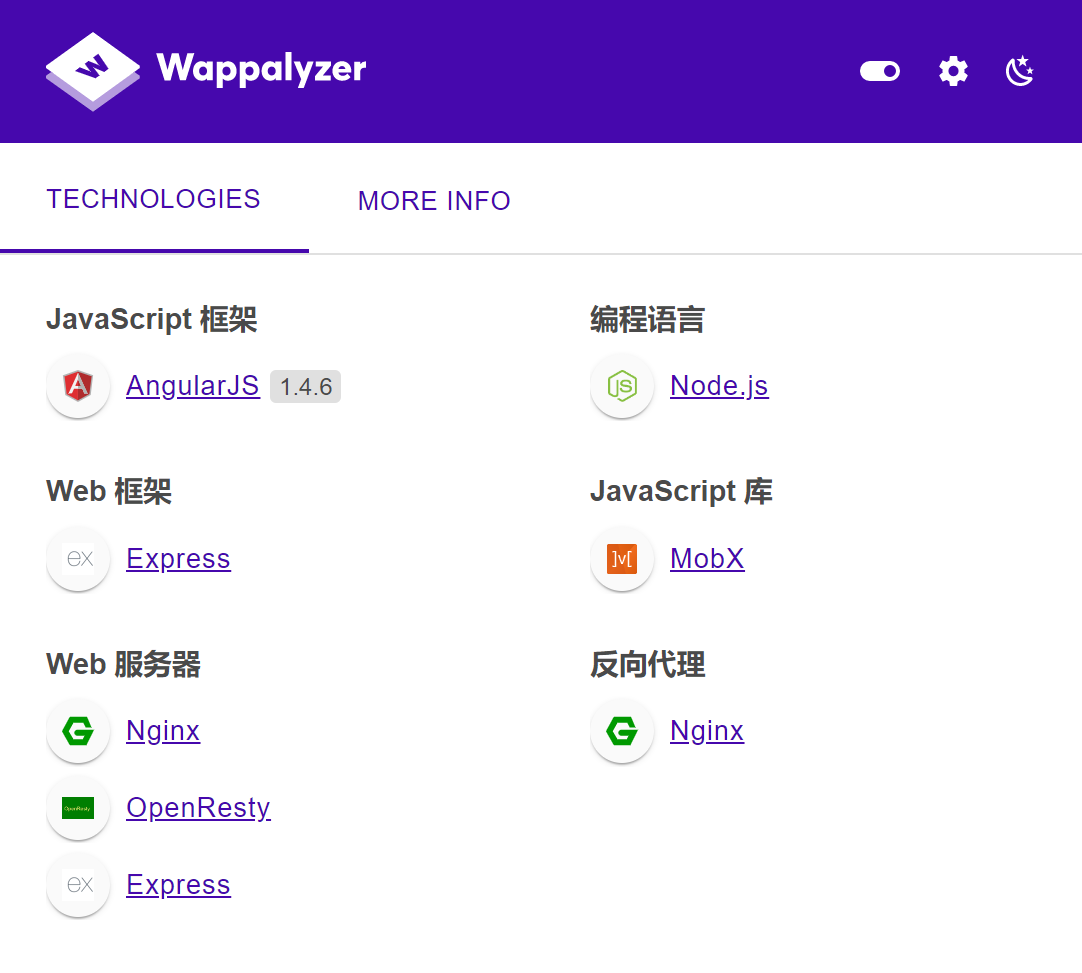 Wappalyzer
TECHNOLOGIES
MORE INFO
JavaScript 框架
AngularJS 1.4.6
编程语言
Node.js
Web 框架
Express
JavaScript 库
MobX
Web 服务器
Nginx
OpenResty
Express
反向代理
Nginx